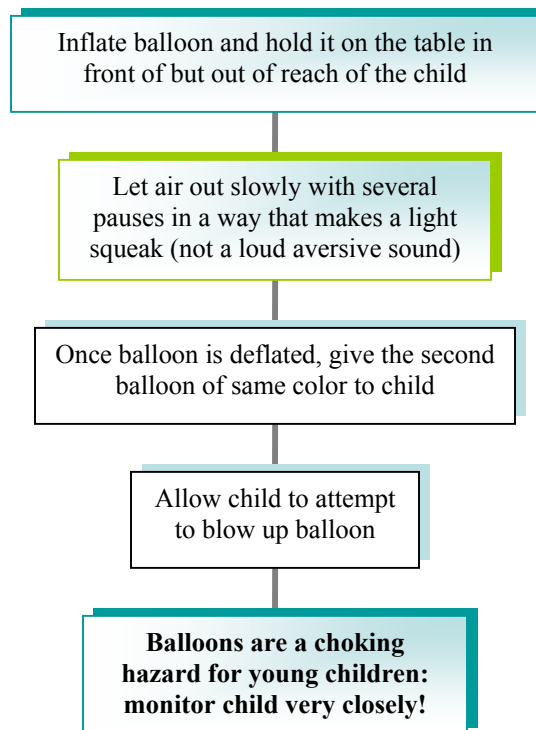 Inflate balloon and hold it on the table in
front of but out of reach of the child
Let air out slowly with several
pauses in a way that makes a light
squeak (not a loud aversive sound)
Once balloon is deflated, give the second
balloon of same color to child
Allow child to attempt
to blow up balloon
Balloons are a choking
hazard for young children:
monitor child very closely!